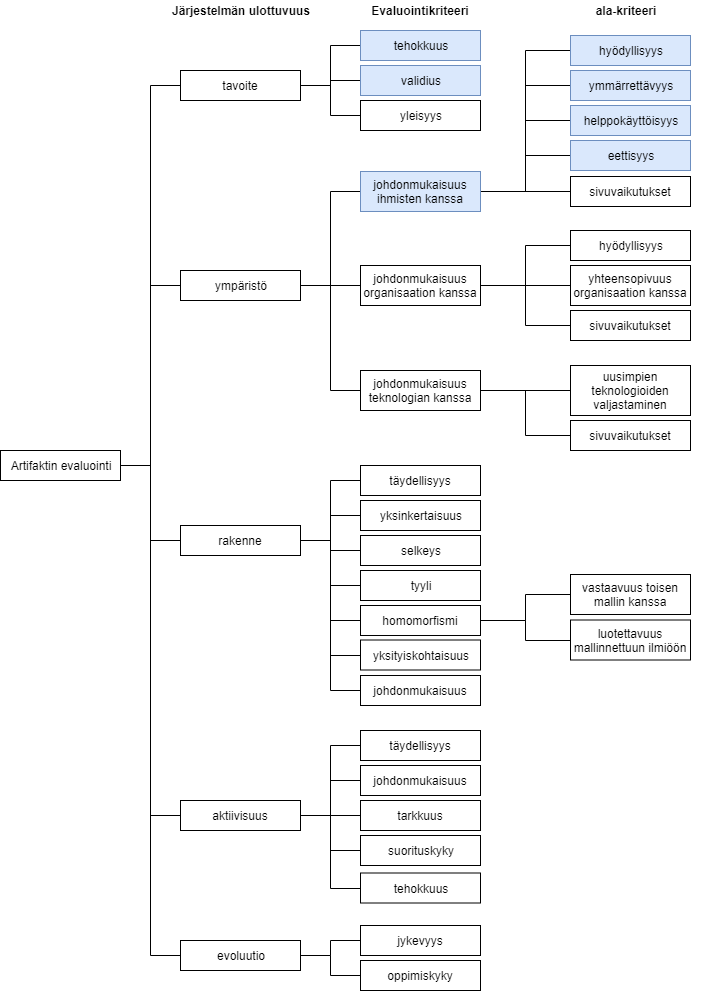 Järjestelmän ulottuvuus
Evaluointikriteeri
ala-kriteeri
Artifaktin evaluointi
tavoite
tehokkuus
validius
yleisyys
ympäristö
johdonmukaisuus
ihmisten kanssa
hyödyllisyys
ymmärrettävyys
helppokäyttöisyys
eettisyys
sivuvaikutukset
johdonmukaisuus
organisaation kanssa
hyödyllisyys
yhteensopivuus
organisaation kanssa
sivuvaikutukset
johdonmukaisuus
teknologian kanssa
uusimpien
teknologioiden
valjastaminen
sivuvaikutukset
rakenne
täydellisyys
yksinkertaisuus
selkeys
tyyli
homomorfismi
vastaavuus toisen
mallin kanssa
luotettavuus
mallinnettuun ilmiöön
yksityiskohtaisuus
johdonmukaisuus
aktiivisuus
täydellisyys
johdonmukaisuus
tarkkuus
suorituskyky
tehokkuus
evoluutio
jykevyys
oppimiskyky